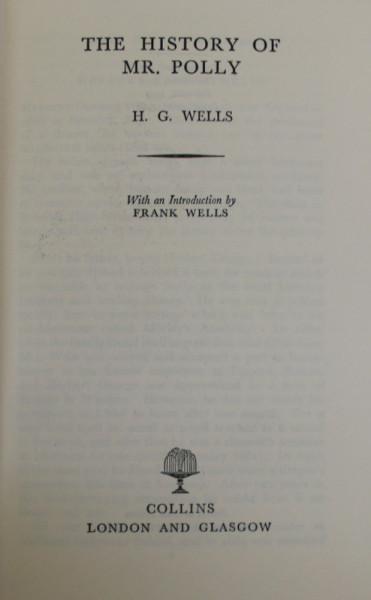 THE HISTORY OF
MR. POLLY
H. G. WELLS
With an Introduction by
FRANK WELLS
COLLINS
LONDON AND GLASGOW